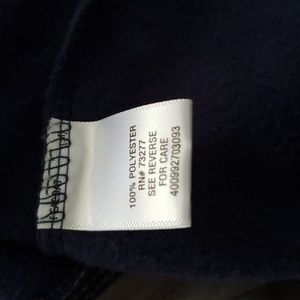 100% POLYESTER
RN# 73277
SEE REVERSE
FOR CARE
400992703093